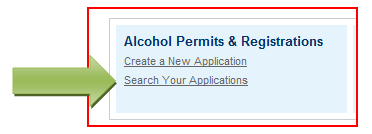 Alcohol Permits & Registrations
Create a New Application
Search Your Applications